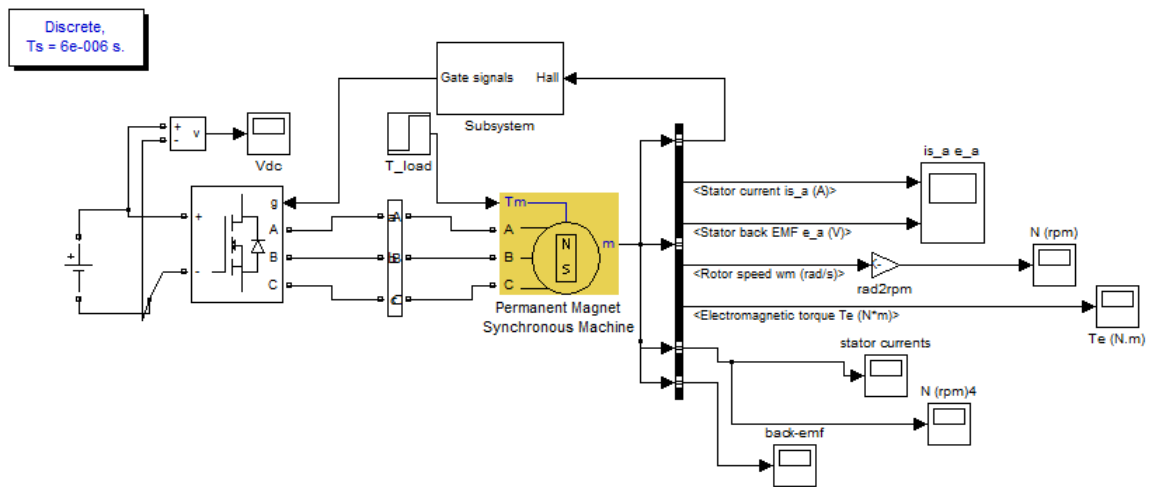 Discrete,
Ts = 6e-006 s.
Gate signals
Hall
Subsystem
+
-
v
Vdc
T_load
is_a e_a
g
+
A
B
C
-
+
A
B
C
Tm
A
B
C
N
S
m
Permanent Magnet
Synchronous Machine
<Stator current is_a (A)>
<Stator back EMF e_a (V)>
<Rotor speed wm (rad/s)>
<Electromagnetic torque Te (N*m)>
rad2rpm
N (rpm)
Te (N.m)
stator currents
N (rpm)4
back-emf